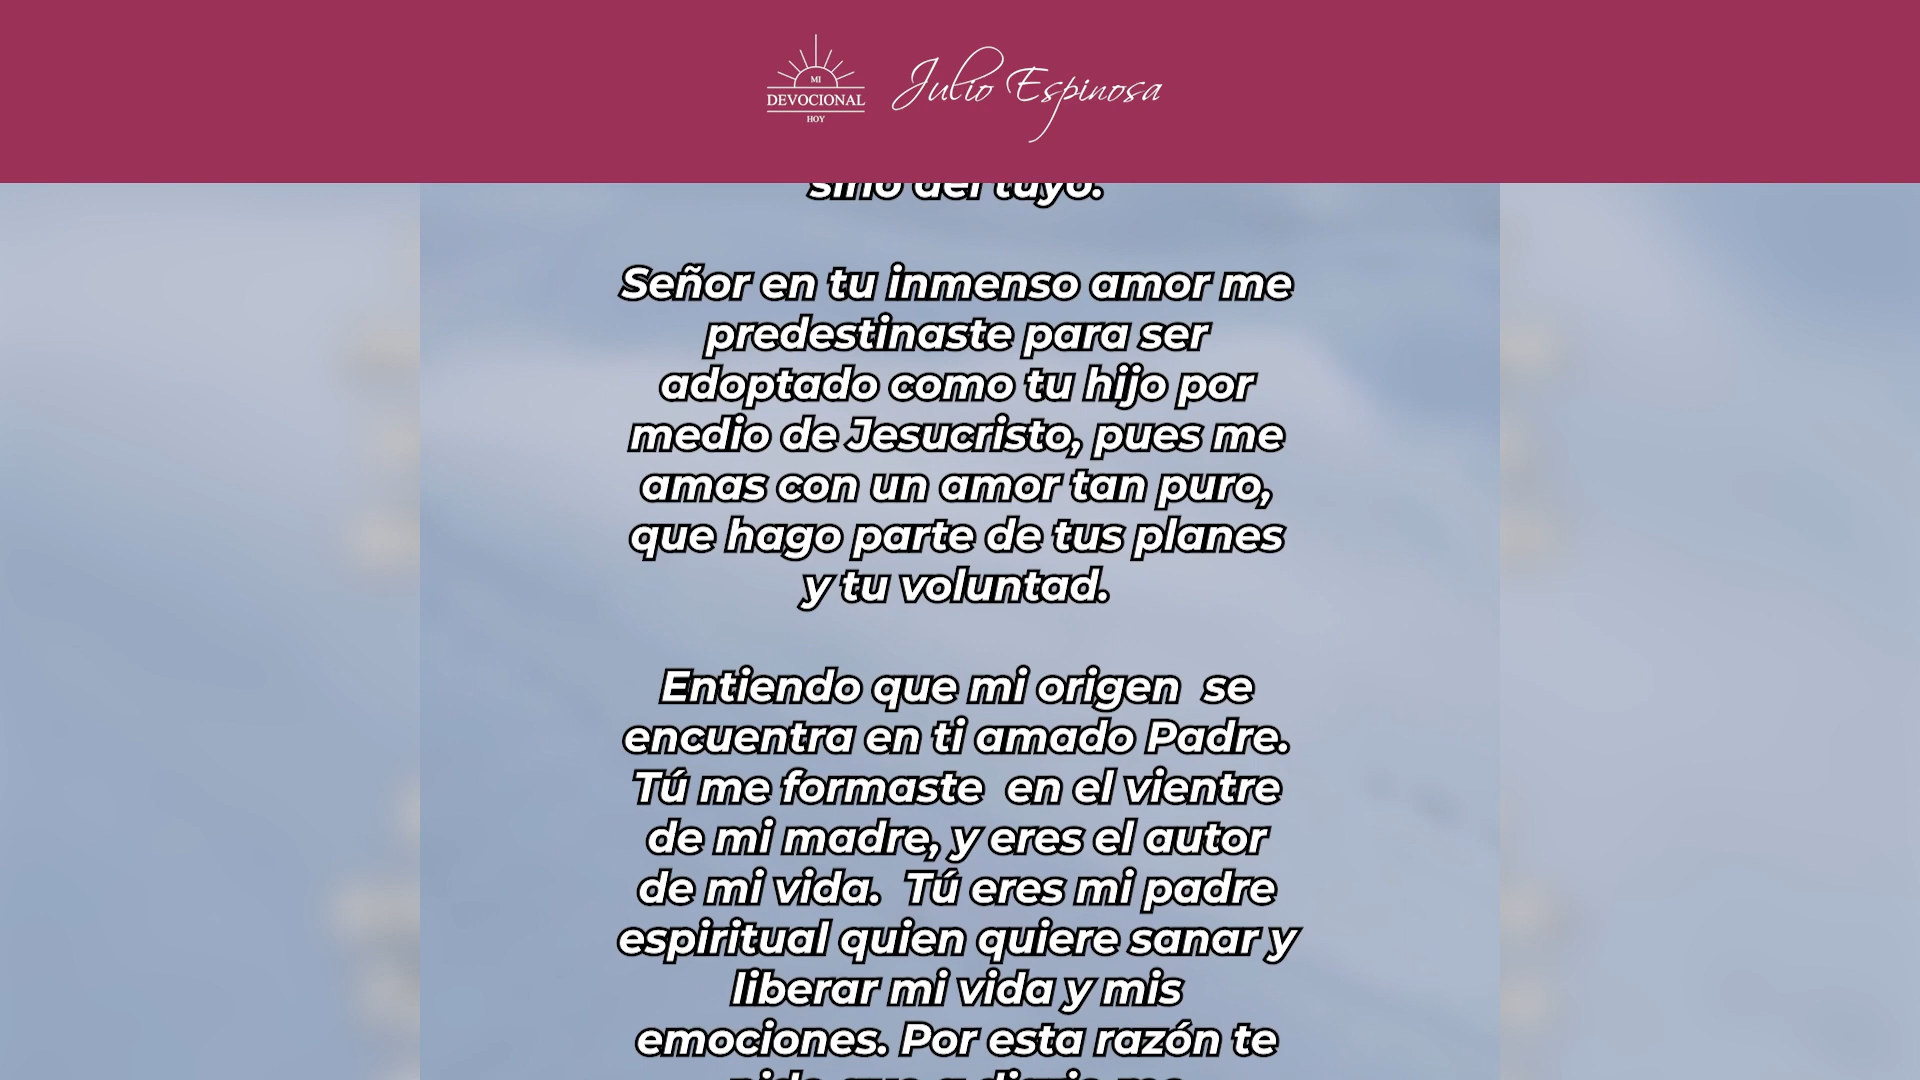 MI
DEVOCIONAL
HOY
Julio Espinosa
sino del tuyo.
Señor en tu inmenso amor me
predestinaste para ser
adoptado como tu hijo por
medio de Jesucristo, pues me
amas con un amor tan puro,
que hago parte de tus planes
y tu voluntad.
Entiendo que mi origen  se
encuentra en ti amado Padre.
Tú me formaste  en el vientre
de mi madre, y eres el autor
de mi vida.  Tú eres mi padre
espiritual quien quiere sanar y
liberar mi vida y mis
emociones. Por esta razón te